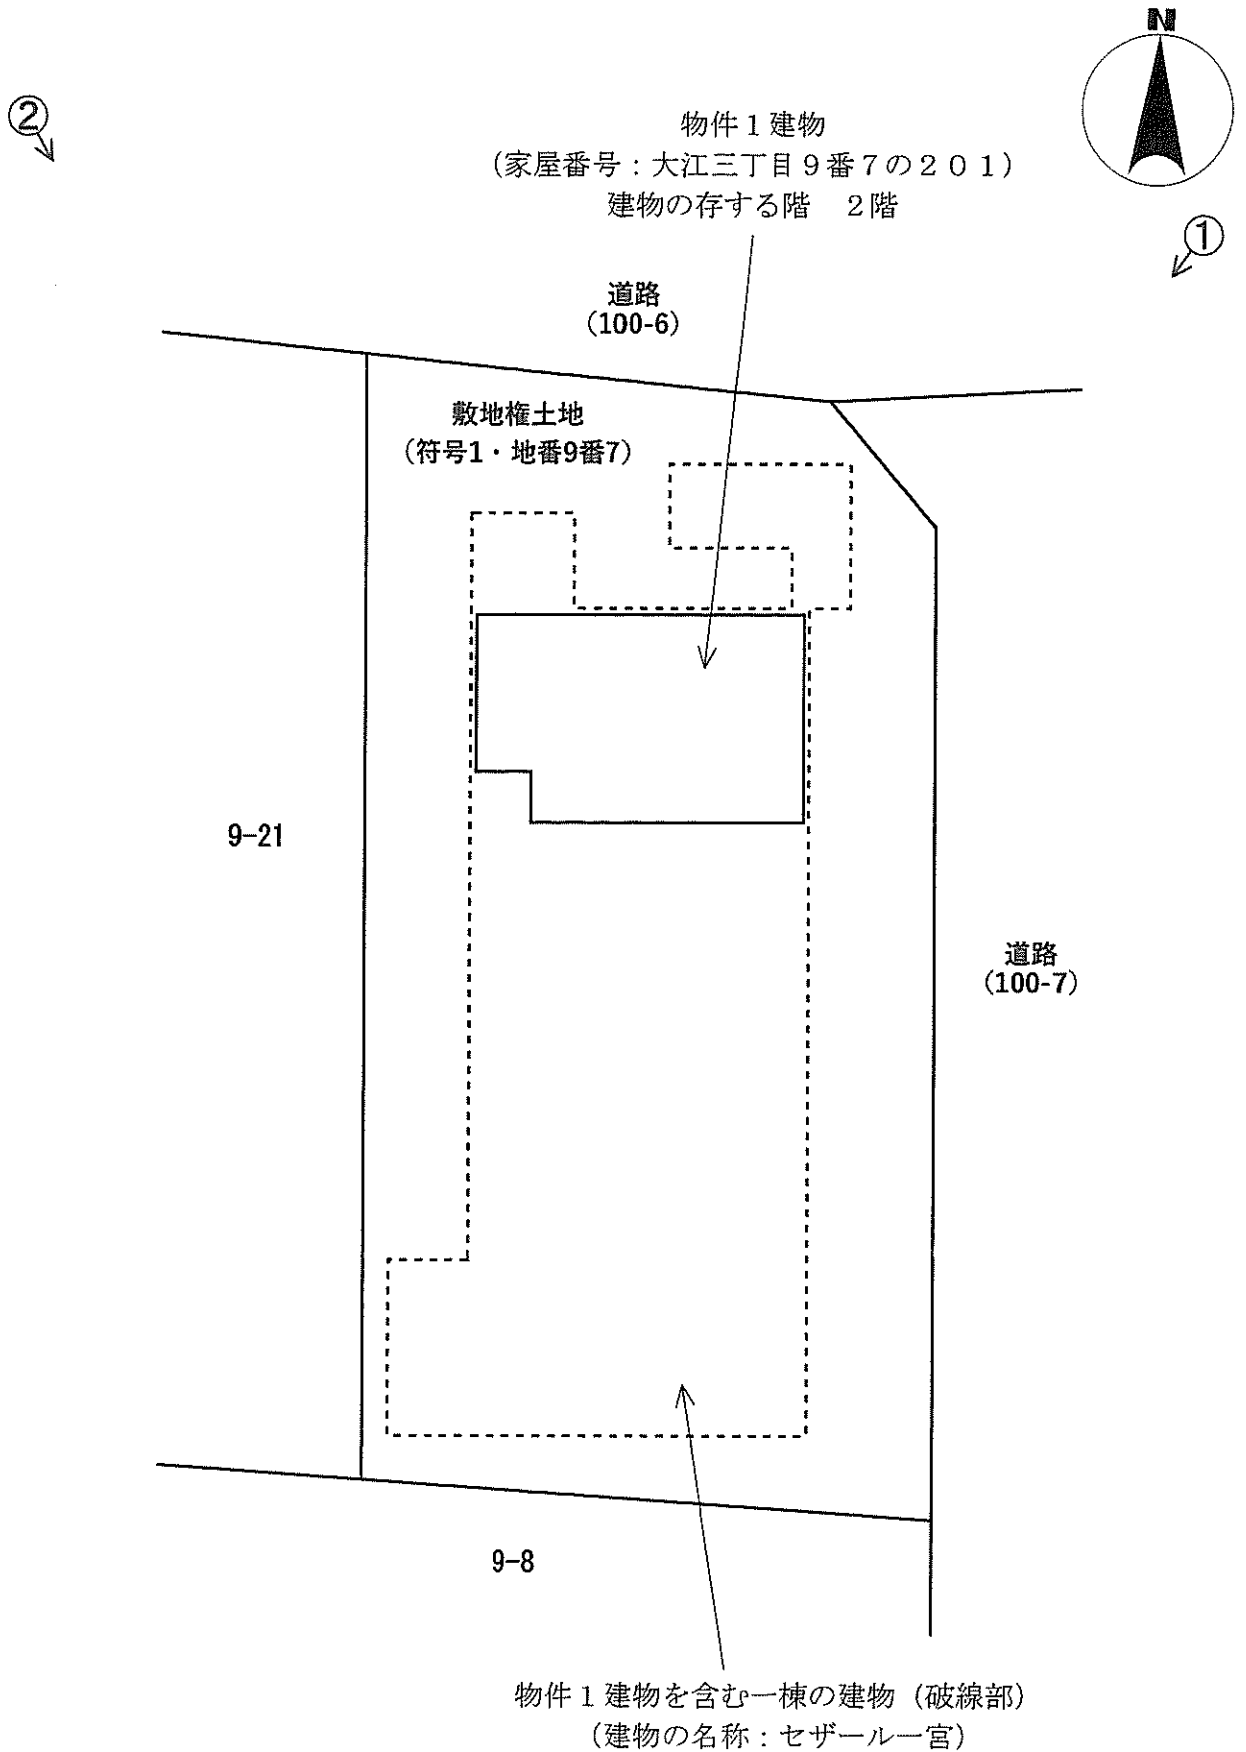 N
②
物件１建物
（家屋番号：大江三丁目９番７の２０１）
建物の存する階　２階
①
道路
（100-6）
敷地権土地
（符号1・地番9番7）
9-21
道路
（100-7）
9-8
物件１建物を含む一棟の建物（破線部）
（建物の名称：セザール一宮）